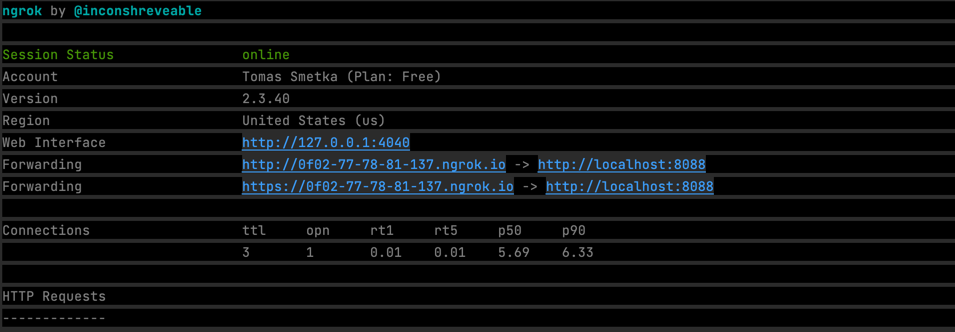 ngrok by @inconshreveable
Session Status online
Account Tomas Smetka (Plan: Free)
Version 2.3.40
Region United States (us)
Web Interface http://127.0.0.1:4040
Forwarding http://0f02-77-78-81-137.ngrok.io -> http://localhost:8088
Forwarding https://0f02-77-78-81-137.ngrok.io -> http://localhost:8088
Connections ttl opn rt1 rt5 p50 p90
3 1 0.01 0.01 5.69 6.33
HTTP Requests
-------------